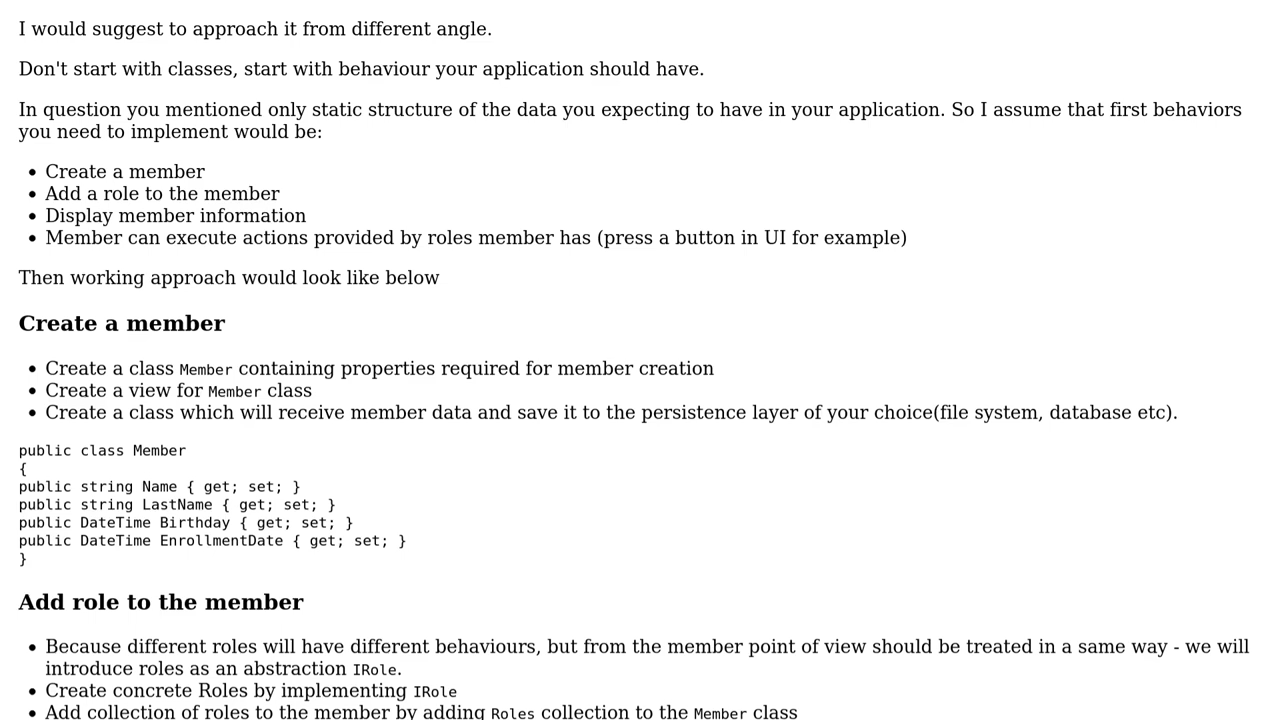 I would suggest to approach it from different angle.
Don't start with classes, start with behaviour your application should have.
In question you mentioned only static structure of the data you expecting to have in your application. So I assume that first behaviors
you need to implement would be:
• Create a member
• Add a role to the member
• Display member information
• Member can execute actions provided by roles member has (press a button in UI for example)
Then working approach would look like below
Create a member
• Create a class Member containing properties required for member creation
• Create a view for Member class
• Create a class which will receive member data and save it to the persistence layer of your choice(file system, database etc).
public class Member
{
public string Name { get; set; }
public string LastName { get; set; }
public DateTime Birthday { get; set; }
public DateTime EnrollmentDate { get; set; }
}
Add role to the member
• Because different roles will have different behaviours, but from the member point of view should be treated in a same way - we will
introduce roles as an abstraction IRole.
• Create concrete Roles by implementing IRole
• Add collection of roles to the member by adding Roles collection to the Member class